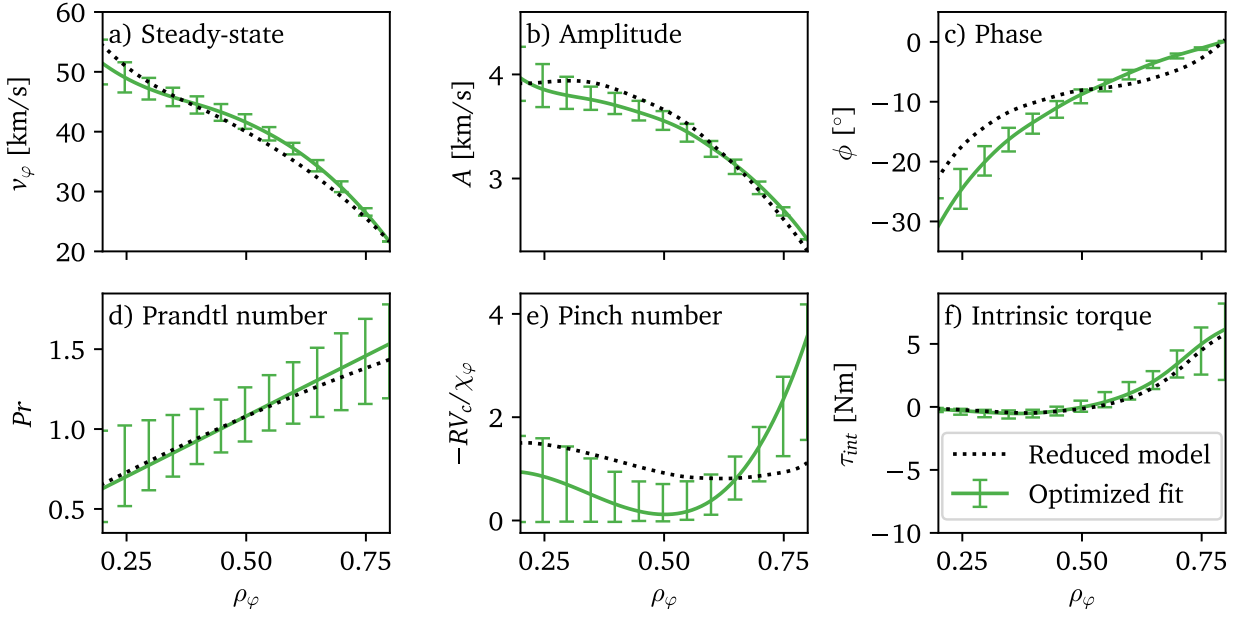 a) Steady-state
60
50
40
30
20
v_φ [km/s]
b) Amplitude
4
3
A [km/s]
c) Phase
0
−10
−20
−30
ϕ [°]
d) Prandtl number
1.5
1.0
0.5
Pr
0.25 0.50 0.75
ρ_φ
e) Pinch number
4
2
0
−RV_c/χ_φ
0.25 0.50 0.75
ρ_φ
f) Intrinsic torque
5
0
−5
−10
τ_int [Nm]
Reduced model
Optimized fit
0.25 0.50 0.75
ρ_φ